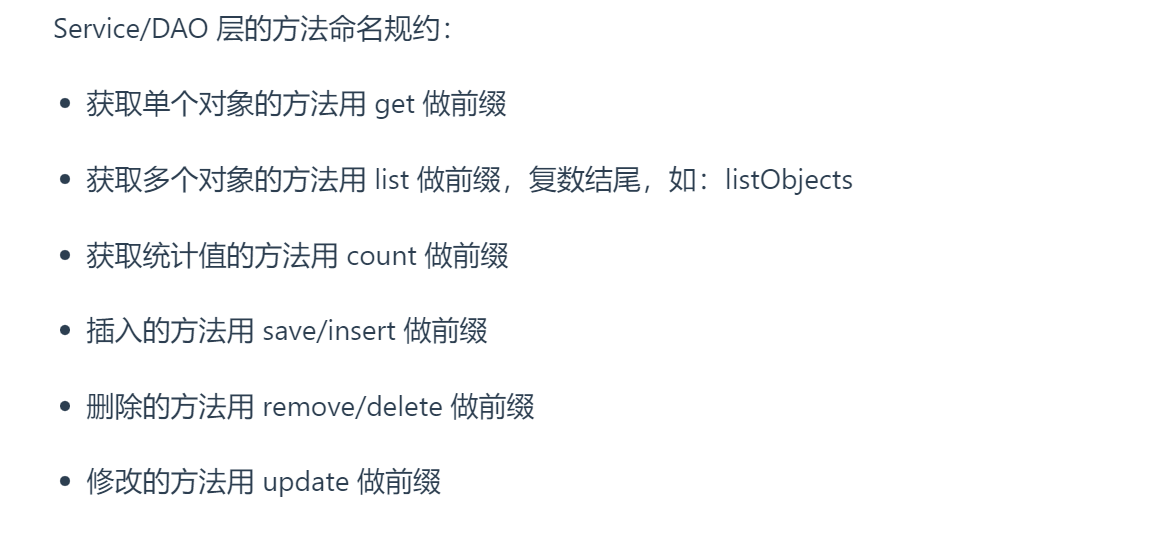 Service/DAO 层的方法命名规约：
• 获取单个对象的方法用 get 做前缀
• 获取多个对象的方法用 list 做前缀，复数结尾，如：listObjects
• 获取统计值的方法用 count 做前缀
• 插入的方法用 save/insert 做前缀
• 删除的方法用 remove/delete 做前缀
• 修改的方法用 update 做前缀